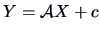 Y = 𝒜X + c